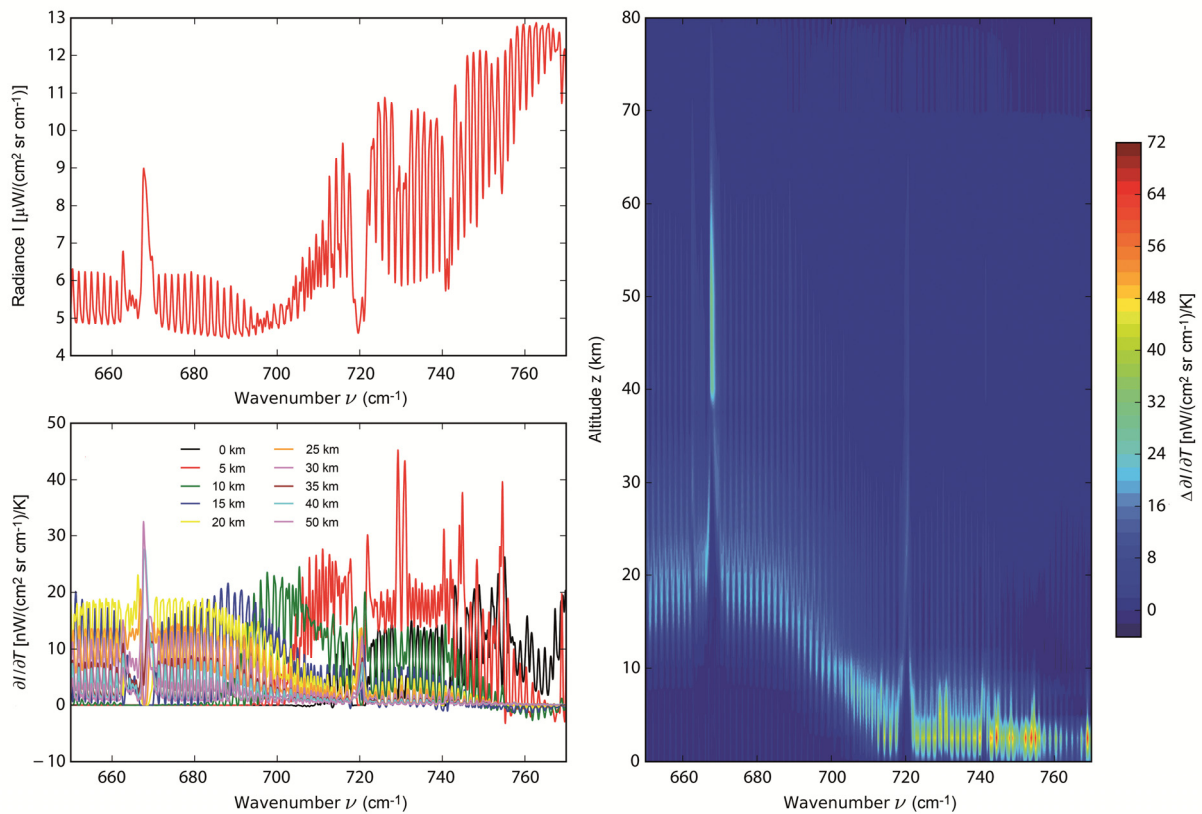 13
12
11
10
9
8
7
6
5
4
Radiance I [μW/(cm2 sr cm-1)]
660 680 700 720 740 760
Wavenumber ν (cm-1)
50
40
30
20
10
0
−10
∂I/∂T [nW/(cm2 sr cm-1)/K]
0 km 25 km
5 km 30 km
10 km 35 km
15 km 40 km
20 km 50 km
660 680 700 720 740 760
Wavenumber ν (cm-1)
80
70
60
50
40
30
20
10
0
Altitude z (km)
660 680 700 720 740 760
Wavenumber ν (cm-1)
72
64
56
48
40
32
24
16
8
0
Δ ∂I/∂T [nW/(cm2 sr cm-1)/K]